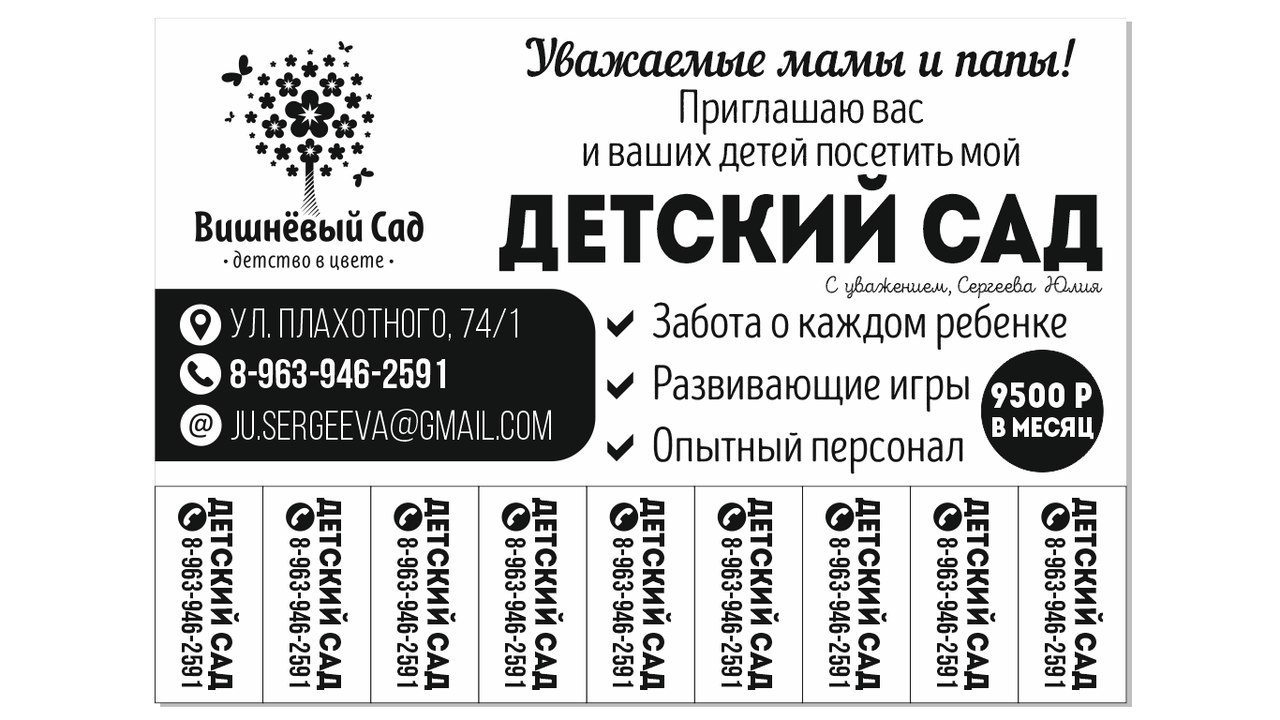 Вишнёвый Сад
· детство в цвете ·
Уважаемые мамы и папы!
Приглашаю вас
и ваших детей посетить мой
ДЕТСКИЙ САД
С уважением, Сергеева Юлия
УЛ. ПЛАХОТНОГО, 74/1
8-963-946-2591
@ JU.SERGEEVA@GMAIL.COM
Забота о каждом ребенке
Развивающие игры
Опытный персонал
9500 Р
В МЕСЯЦ
ДЕТСКИЙ САД
8-963-946-2591
ДЕТСКИЙ САД
8-963-946-2591
ДЕТСКИЙ САД
8-963-946-2591
ДЕТСКИЙ САД
8-963-946-2591
ДЕТСКИЙ САД
8-963-946-2591
ДЕТСКИЙ САД
8-963-946-2591
ДЕТСКИЙ САД
8-963-946-2591
ДЕТСКИЙ САД
8-963-946-2591
ДЕТСКИЙ САД
8-963-946-2591